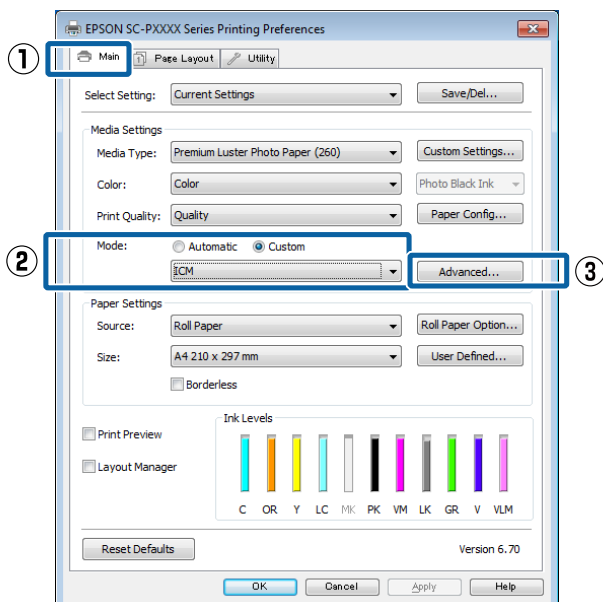 EPSON SC-PXXXX Series Printing Preferences
① Main Page Layout Utility
Select Setting: Current Settings Save/Del...
Media Settings
Media Type: Premium Luster Photo Paper (260) Custom Settings...
Color: Color Photo Black Ink
Print Quality: Quality Paper Config...
② Mode: Automatic Custom
ICM Advanced... ③
Paper Settings
Source: Roll Paper Roll Paper Option...
Size: A4 210 x 297 mm User Defined...
Borderless
Ink Levels
Print Preview
Layout Manager
C OR Y LC MK PK VM LK GR V VLM
Reset Defaults Version 6.70
OK Cancel Apply Help